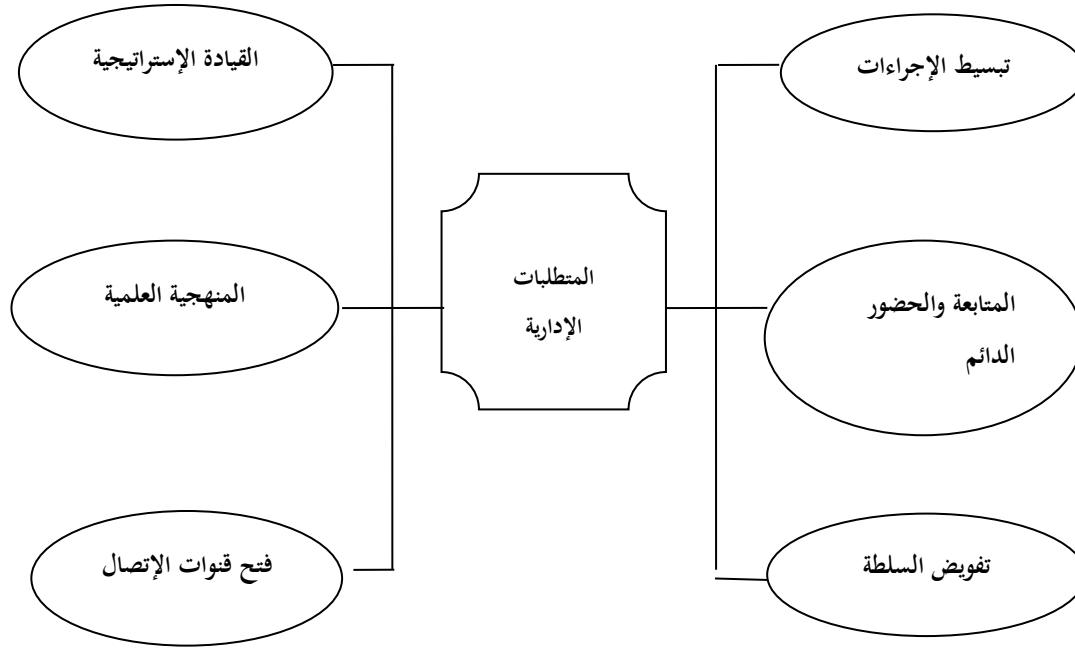 تبسيط الإجراءات
القيادة الإستراتيجية
المتطلبات
الإدارية
المتابعة والحضور
الدائم
المنهجية العلمية
تفويض السلطة
فتح قنوات الإتصال